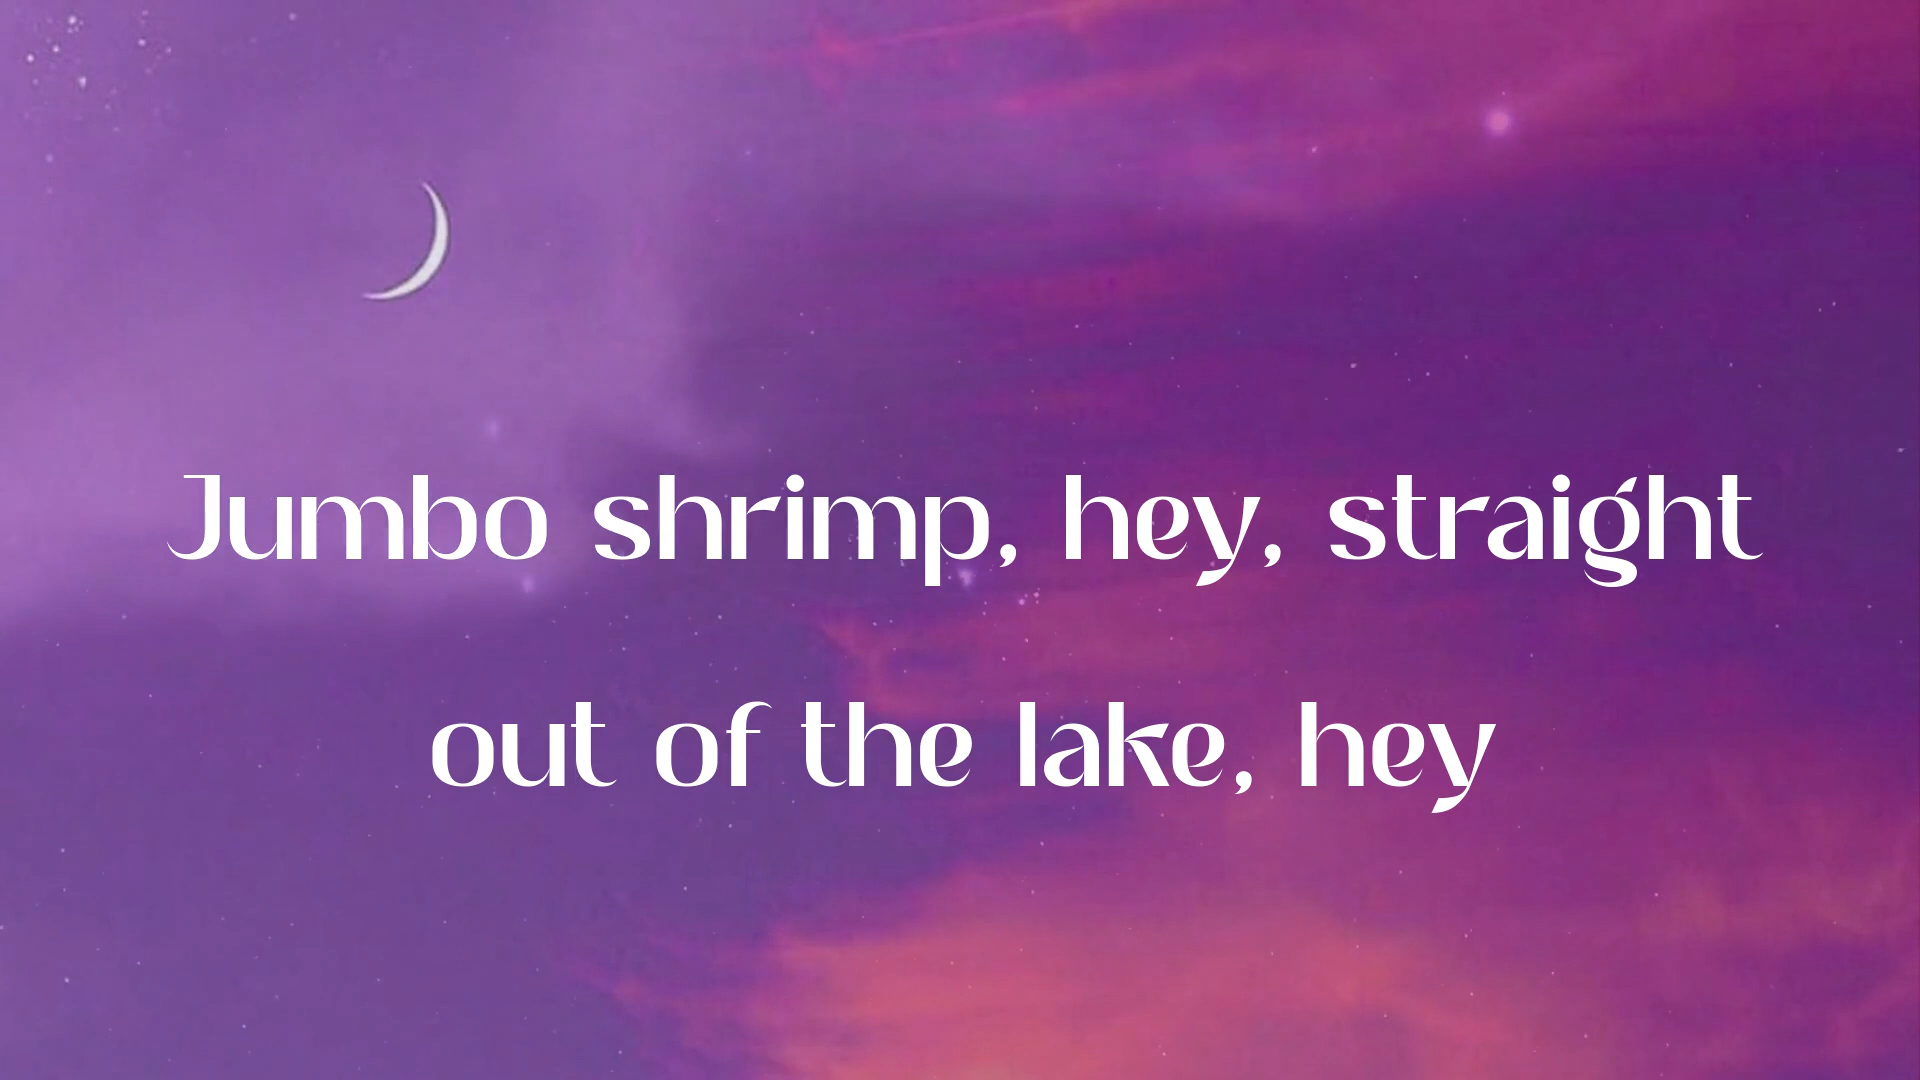 Jumbo shrimp, hey, straight
out of the lake, hey